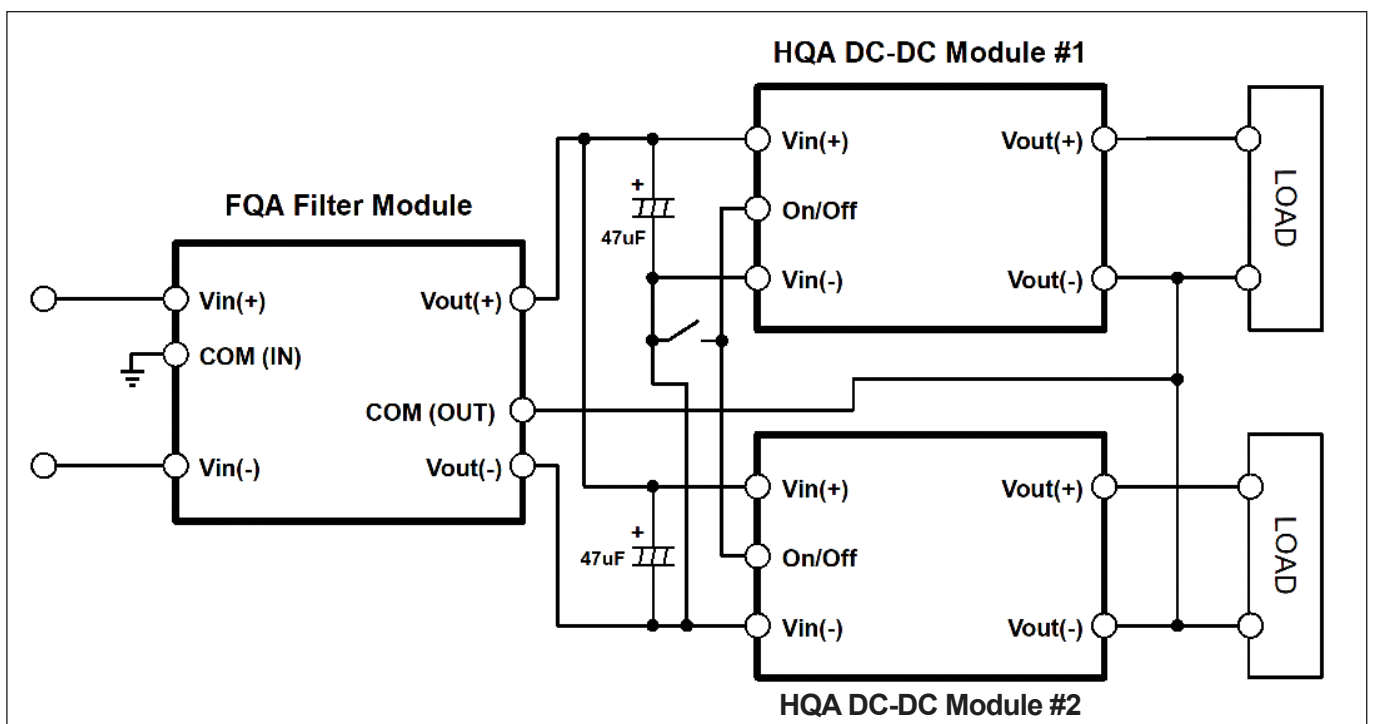 HQA DC-DC Module #1
Vin(+)
Vout(+)
On/Off
Vin(-)
Vout(-)
LOAD
+
47uF
FQA Filter Module
Vin(+)
Vout(+)
COM (IN)
COM (OUT)
Vin(-)
Vout(-)
Vin(+)
Vout(+)
On/Off
Vin(-)
Vout(-)
LOAD
+
47uF
HQA DC-DC Module #2